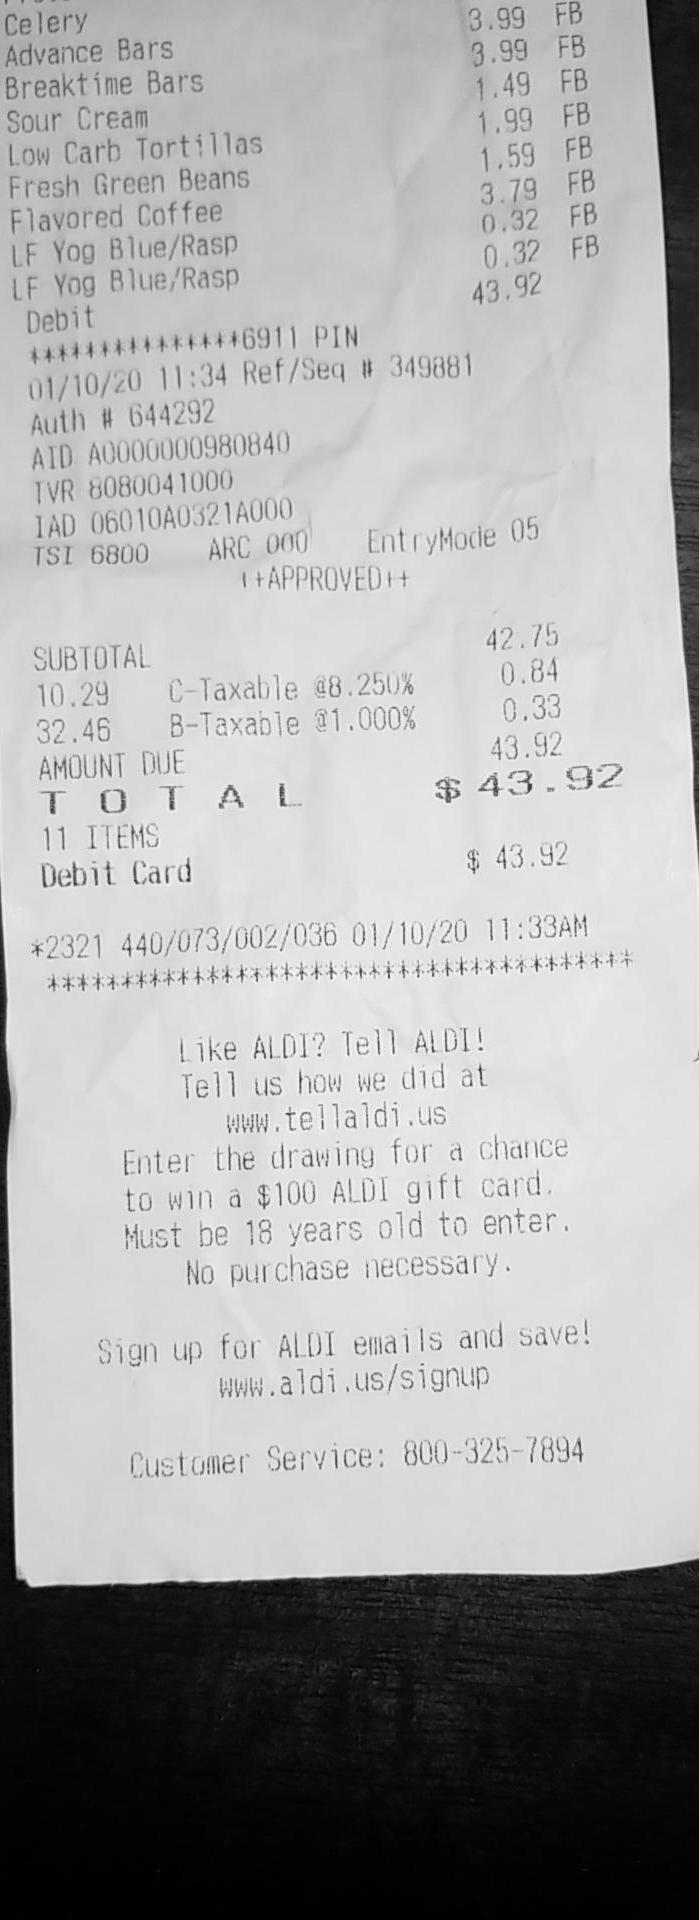 Celery
Advance Bars 3.99 FB
Breaktime Bars 3.99 FB
Sour Cream 1.49 FB
Low Carb Tortillas 1.99 FB
Fresh Green Beans 1.59 FB
Flavored Coffee 3.79 FB
LF Yog Blue/Rasp 0.32 FB
LF Yog Blue/Rasp 0.32 FB
Debit 43.92
***************6911 PIN
01/10/20 11:34 Ref/Seq # 349881
Auth # 644292
AID A0000000980840
TVR 8080041000
IAD 06010A0321A000
TSI 6800 ARC 000 EntryMode 05
++APPROVED++
SUBTOTAL 42.75
10.29 C-Taxable @8.250% 0.84
32.46 B-Taxable @1.000% 0.33
AMOUNT DUE 43.92
T O T A L $ 43.92
11 ITEMS
Debit Card $ 43.92
*2321 440/073/002/036 01/10/20 11:33AM
****************************************
Like ALDI? Tell ALDI!
Tell us how we did at
www.tellaldi.us
Enter the drawing for a chance
to win a $100 ALDI gift card.
Must be 18 years old to enter.
No purchase necessary.
Sign up for ALDI emails and save!
www.aldi.us/signup
Customer Service: 800-325-7894